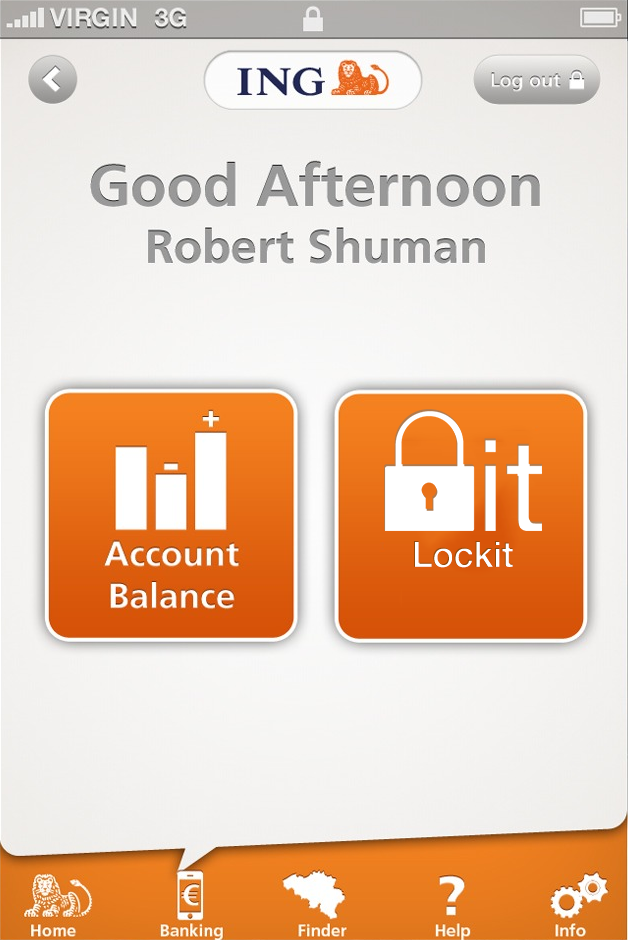 VIRGIN 3G
ING
Log out
Good Afternoon
Robert Shuman
+
-
it
Account
Balance
Lockit
€
?
Home
Banking
Finder
Help
Info